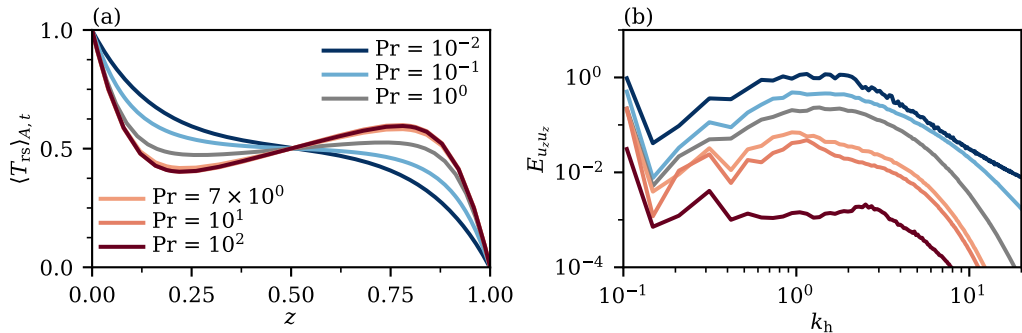 (a)
1.0
0.5
0.0
⟨T_rs⟩_A,t
Pr = 10^−2
Pr = 10^−1
Pr = 10^0
Pr = 7 × 10^0
Pr = 10^1
Pr = 10^2
0.00 0.25 0.50 0.75 1.00
z
(b)
10^0
10^−2
10^−4
E_u_z u_z
10^−1 10^0 10^1
k_h